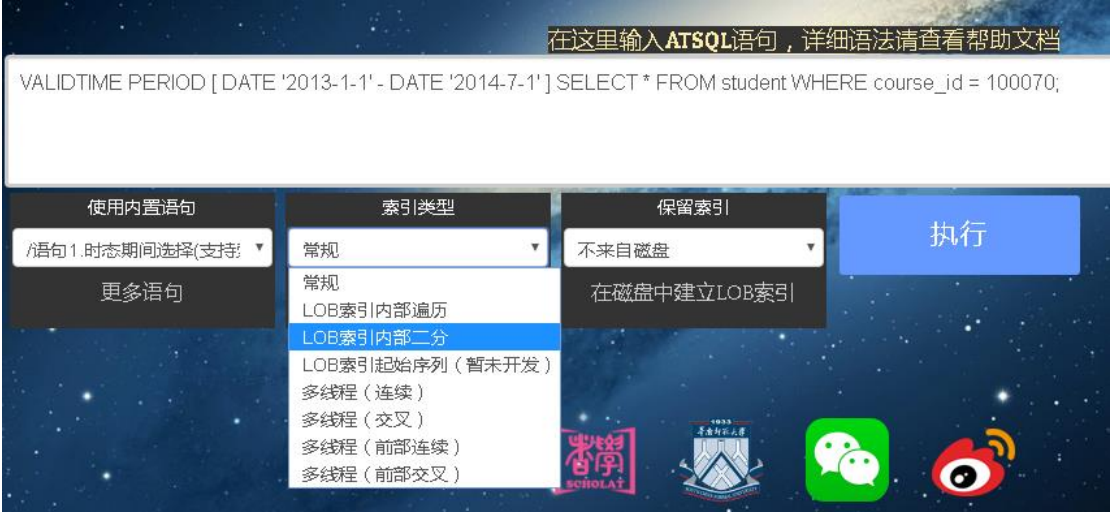 在这里输入ATSQL语句，详细语法请查看帮助文档
VALIDTIME PERIOD [ DATE '2013-1-1' - DATE '2014-7-1' ] SELECT * FROM student WHERE course_id = 100070;
使用内置语句
索引类型
保留索引
执行
/语句1.时态期间选择(支持
常规
不来自磁盘
更多语句
在磁盘中建立LOB索引
常规
LOB索引内部遍历
LOB索引内部二分
LOB索引起始序列（暂未开发）
多线程（连续）
多线程（交叉）
多线程（前部连续）
多线程（前部交叉）
SCHOLAT
1933